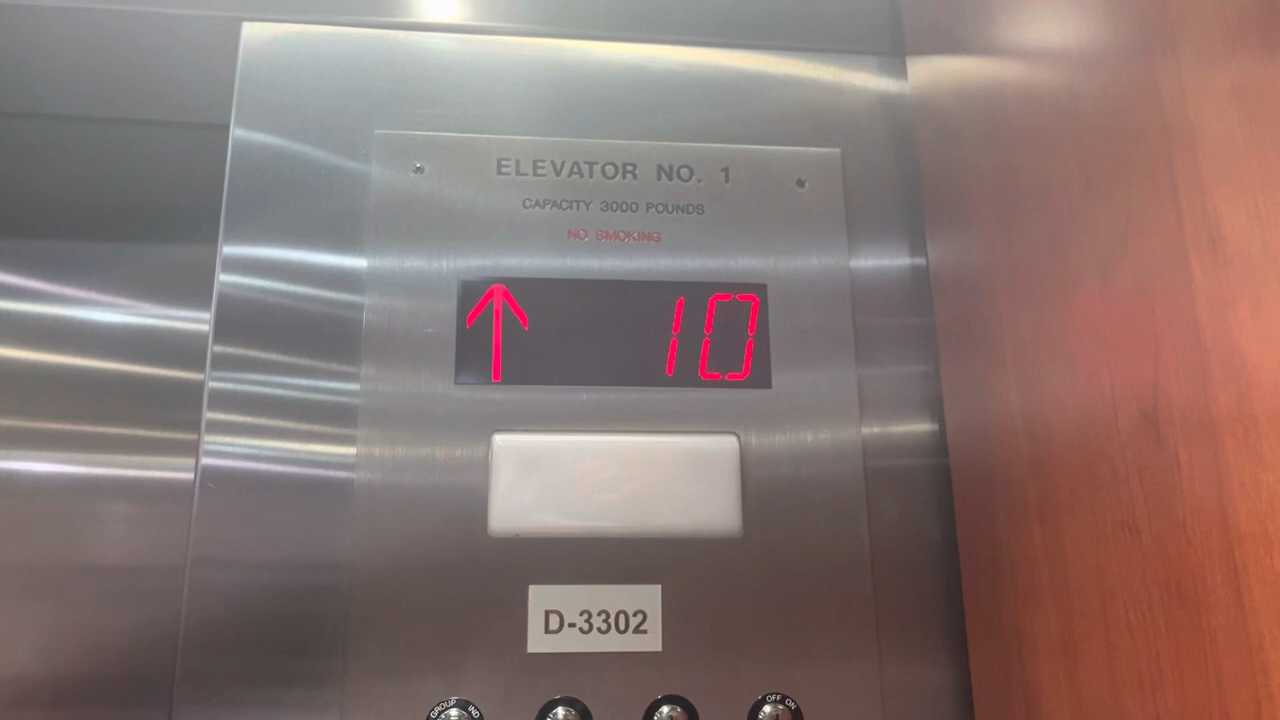 ELEVATOR NO. 1
CAPACITY 3000 POUNDS
NO SMOKING
10
D-3302
GROUP IND
OFF ON